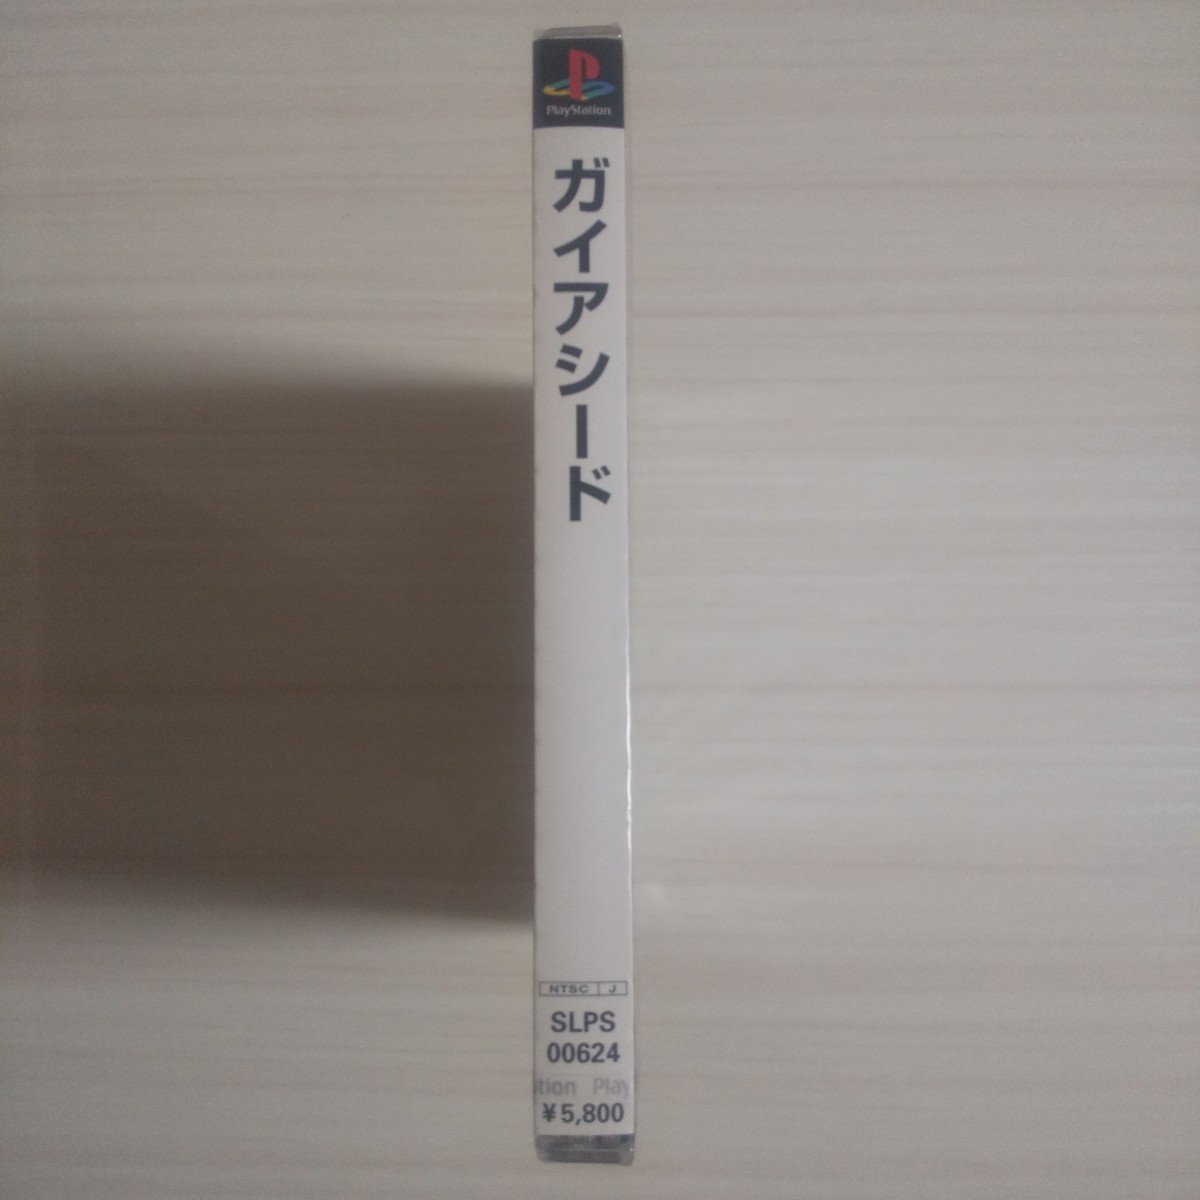 PlayStation
ガイアシード
NTSC J
SLPS
00624
ation Play
¥5,800